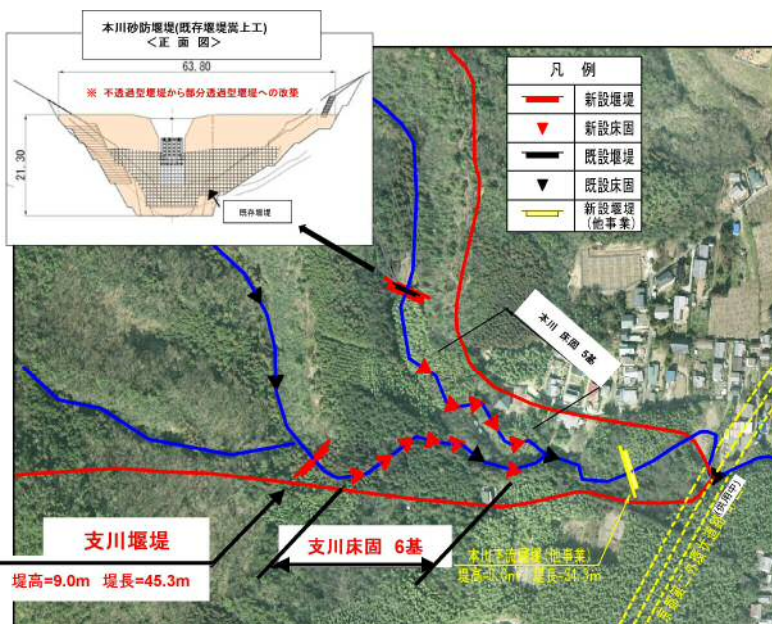 本川砂防堰堤(既存堰堤嵩上工)
<正 面 図>
63.80
※ 不透過型堰堤から部分透過型堰堤への改築
21.30
既存堰堤
凡 例
新設堰堤
新設床固
既設堰堤
既設床固
新設堰堤
(他事業)
本川 床固 5基
支川堰堤
堤高=9.0m 堤長=45.3m
支川床固 6基
本川下流堰堤(他事業)
(供用中)